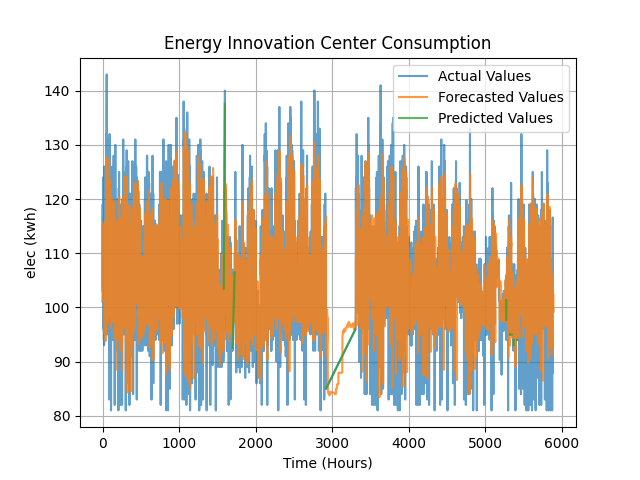 Energy Innovation Center Consumption
Actual Values
Forecasted Values
Predicted Values
140
130
120
110
100
90
80
elec (kwh)
0 1000 2000 3000 4000 5000 6000
Time (Hours)